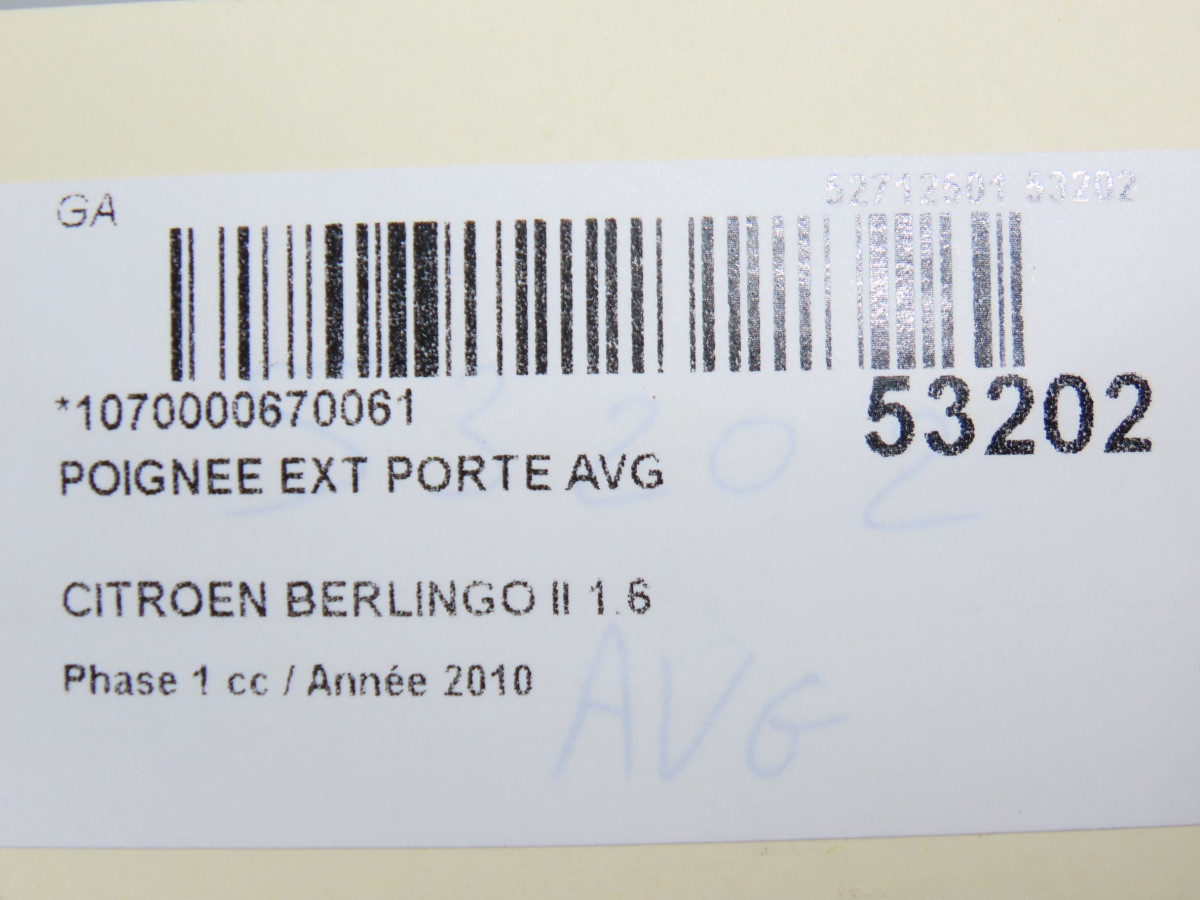 GA
52712501 53202
*1070000670061
53202
POIGNEE EXT PORTE AVG
53202
CITROEN BERLINGO II 1.6
Phase 1 cc / Année 2010
AVG